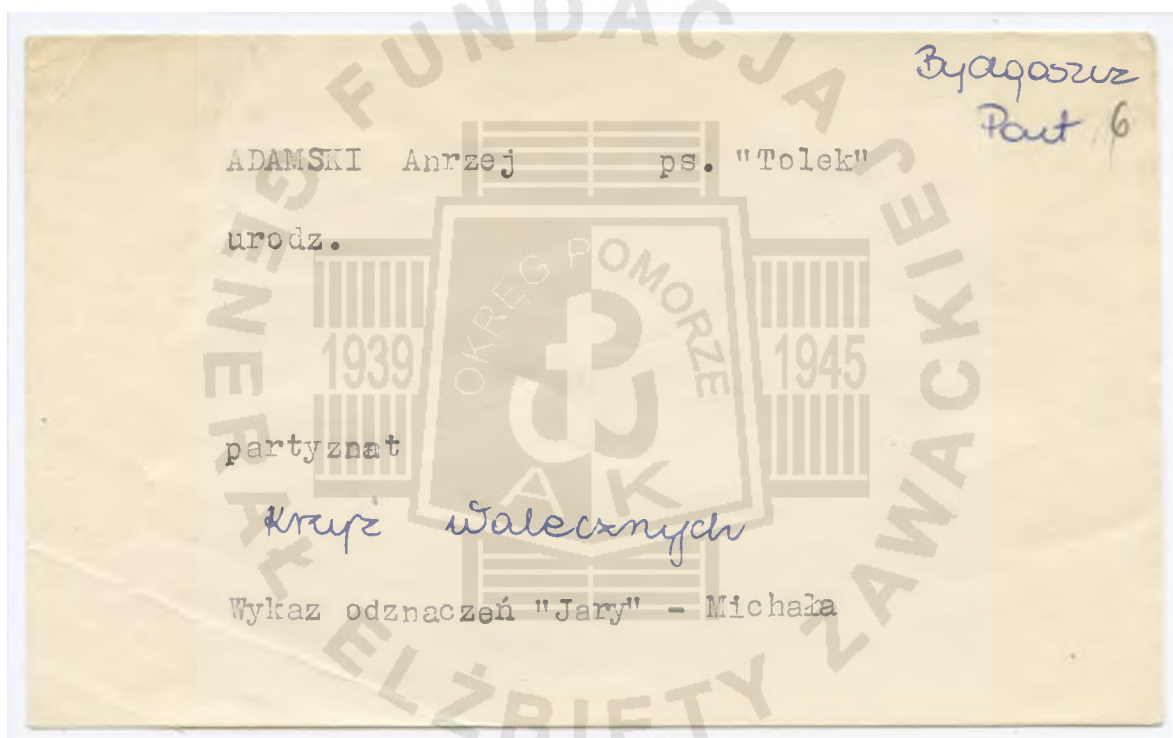 Bydgoszcz
Part 6
ADAMSKI Anrzej ps. "Tolek"
urodz.
partyznat
Krzyż Walecznych
Wykaz odznaczeń "Jary" - Michała
FUNDACJA GENERAŁ ELŻBIETY ZAWACKIEJ
OKRĘG POMORZE
1939 1945
AK